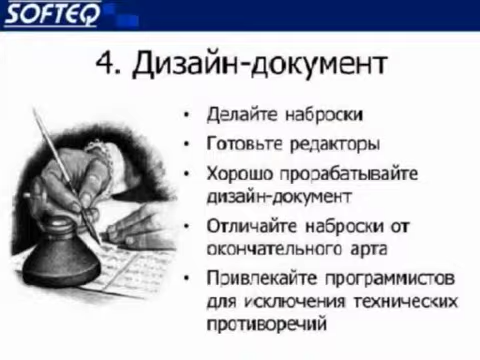 SOFTEQ
4. Дизайн-документ
• Делайте наброски
• Готовьте редакторы
• Хорошо прорабатывайте
дизайн-документ
• Отличайте наброски от
окончательного арта
• Привлекайте программистов
для исключения технических
противоречий